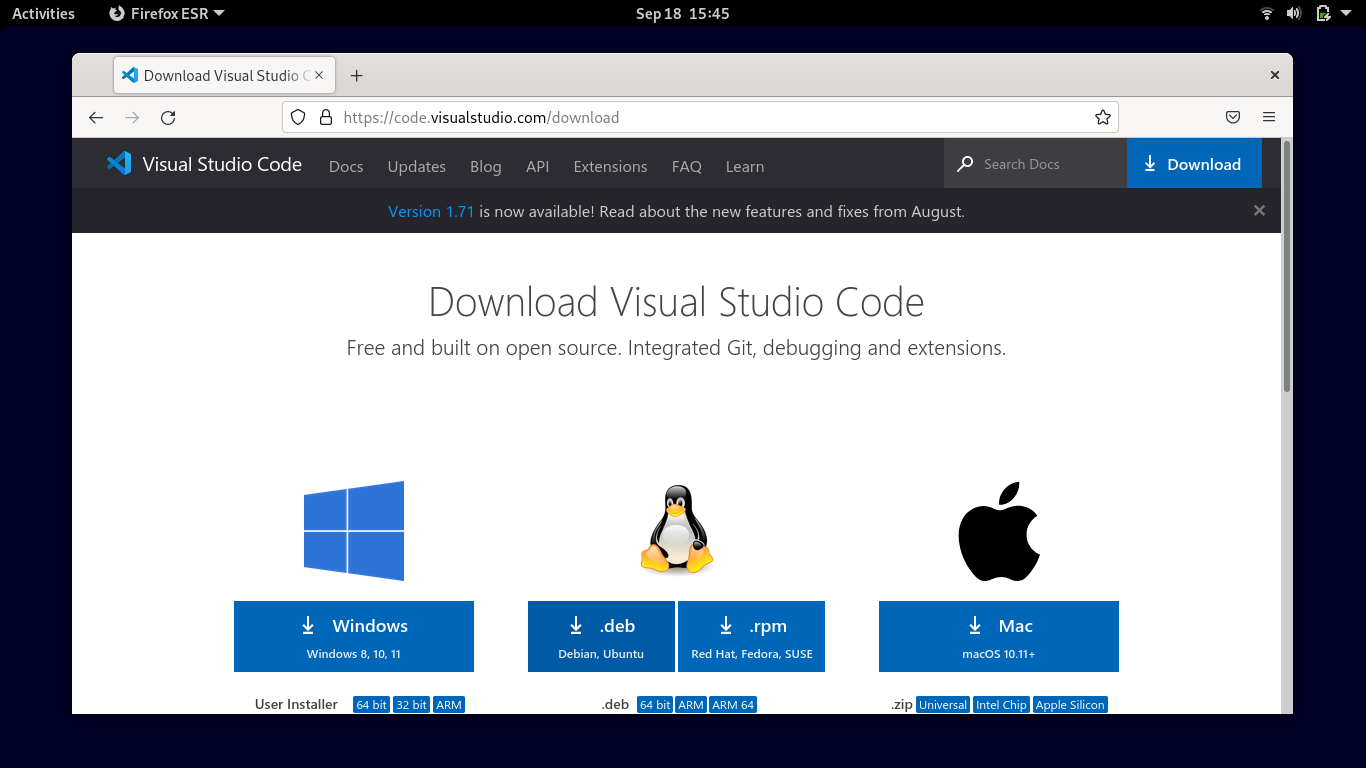 Activities Firefox ESR Sep 18 15:45
Download Visual Studio C
https://code.visualstudio.com/download
Visual Studio Code Docs Updates Blog API Extensions FAQ Learn Search Docs Download
Version 1.71 is now available! Read about the new features and fixes from August.
Download Visual Studio Code
Free and built on open source. Integrated Git, debugging and extensions.
Windows .deb .rpm Mac
Windows 8, 10, 11 Debian, Ubuntu Red Hat, Fedora, SUSE macOS 10.11+
User Installer 64 bit 32 bit ARM .deb 64 bit ARM ARM 64 .zip Universal Intel Chip Apple Silicon